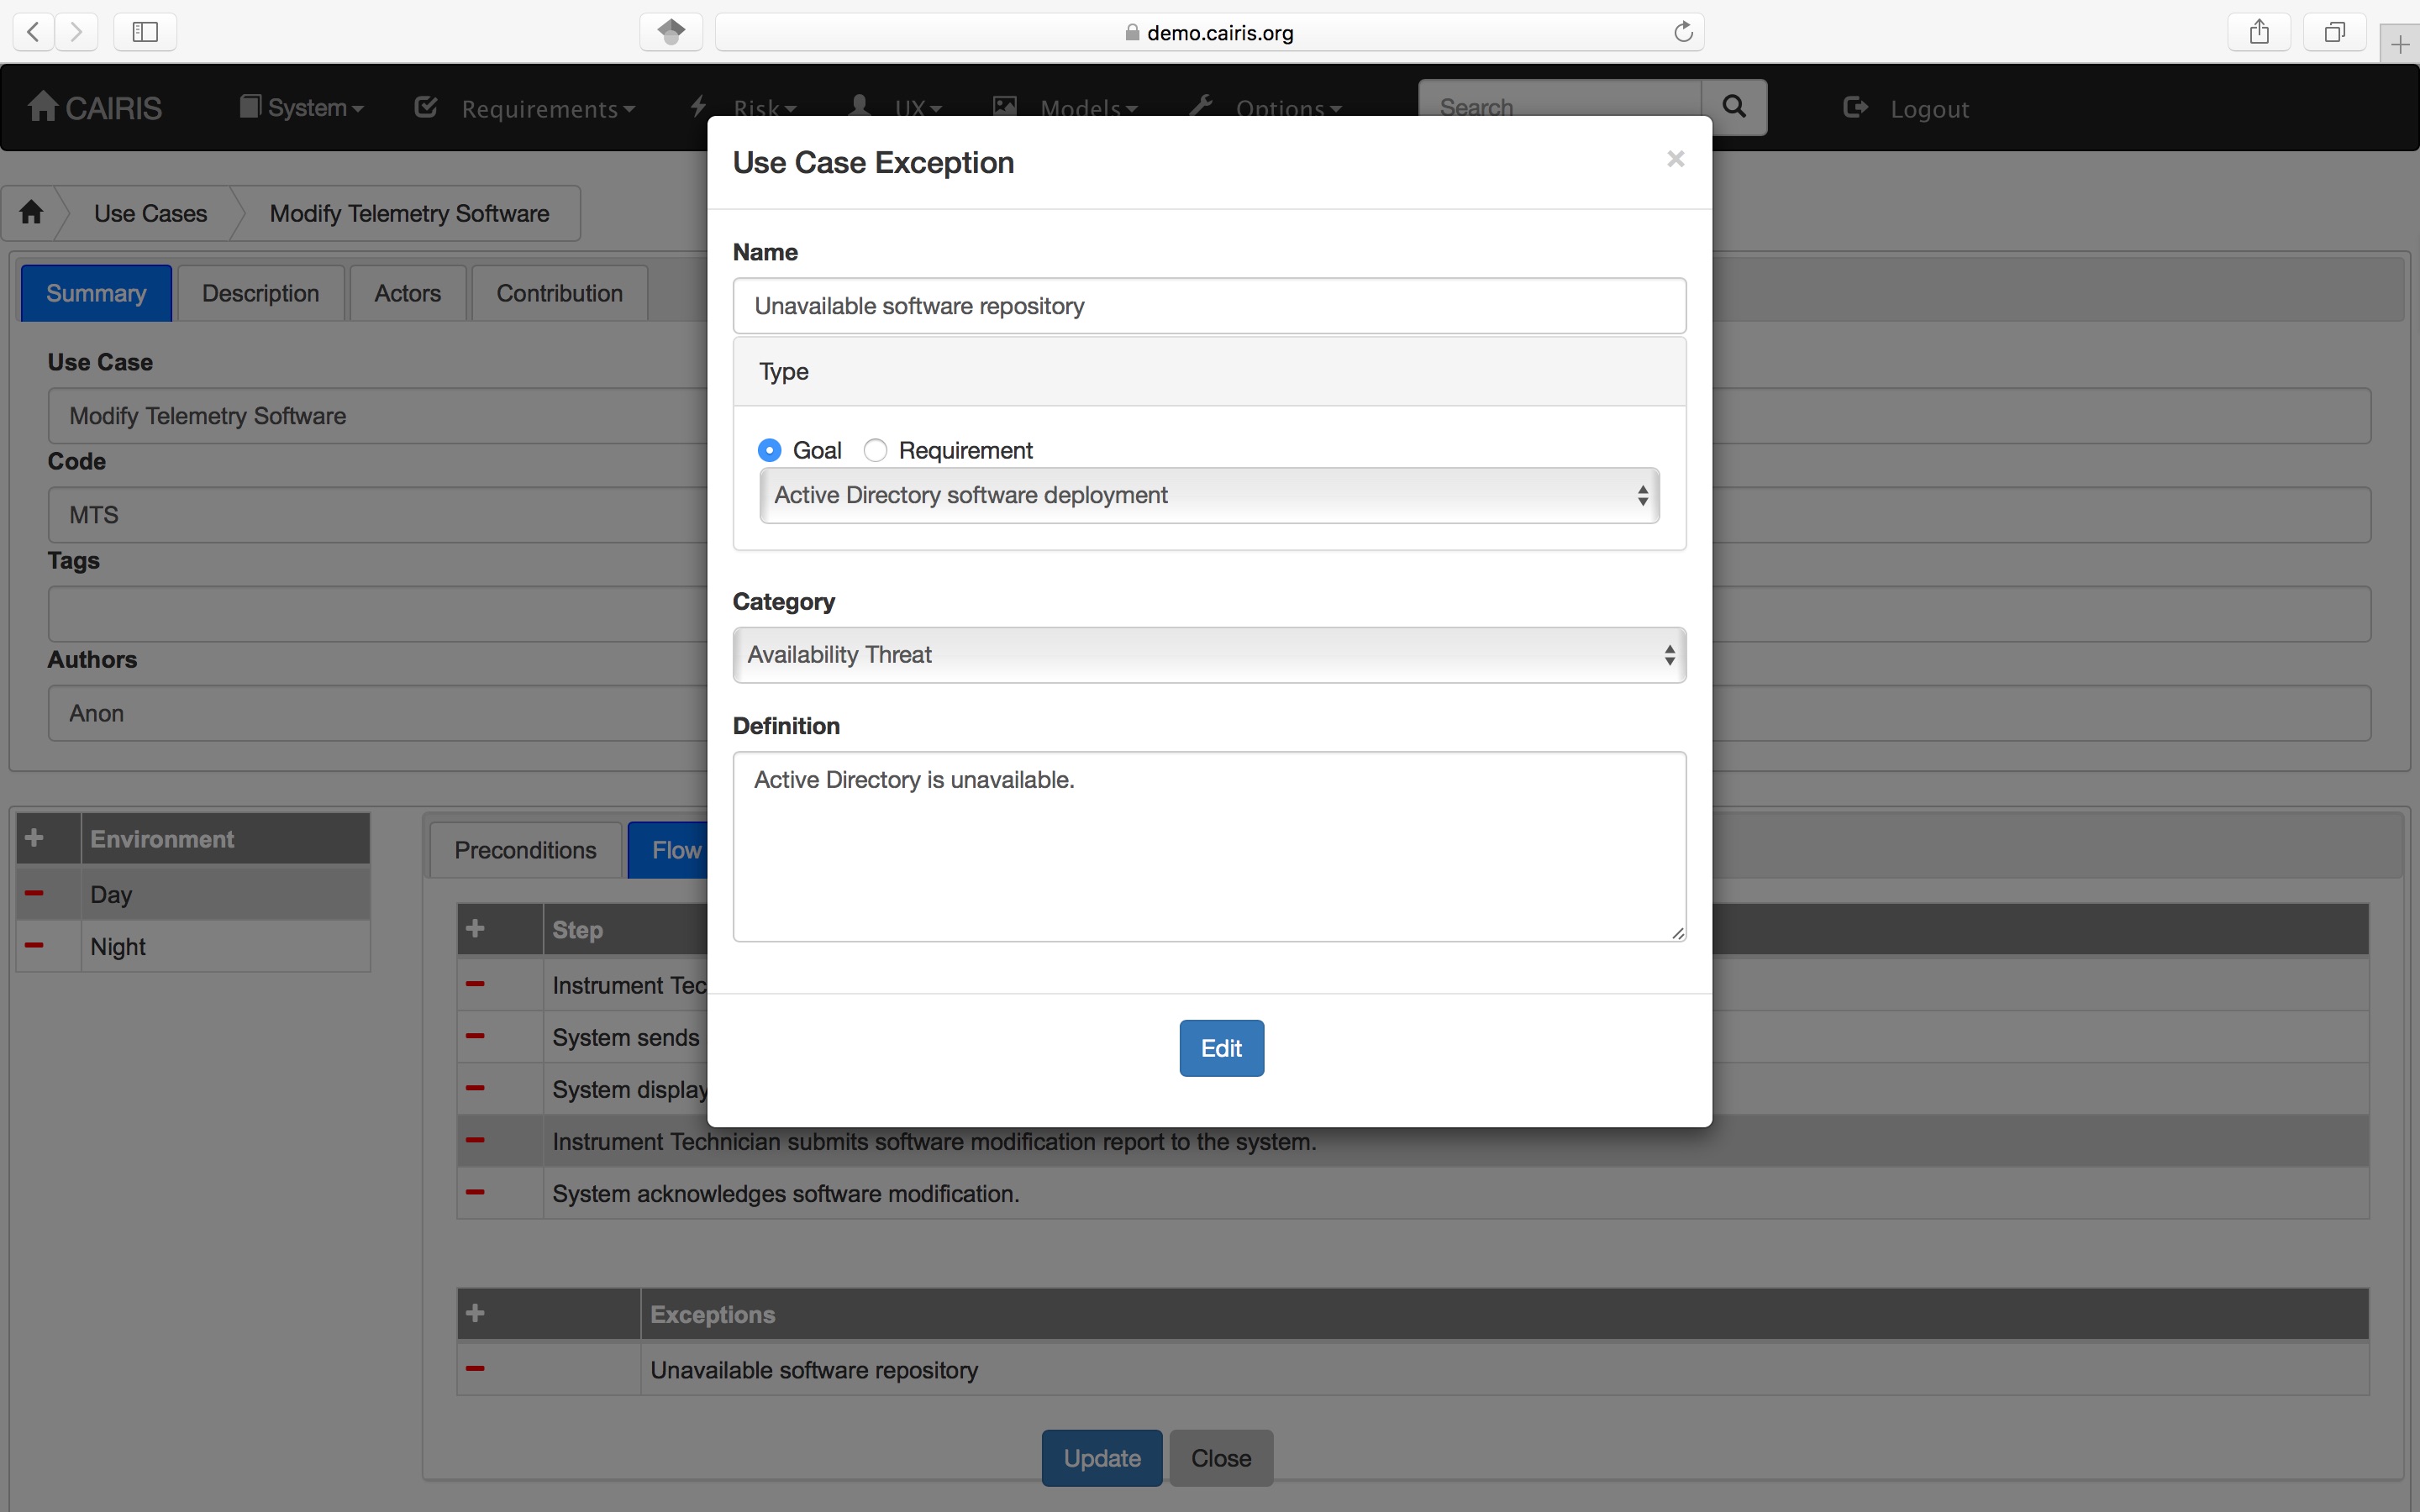 demo.cairis.org
CAIRIS System Requirements Risk UX Models Options Search Logout
Use Case Exception
Use Cases Modify Telemetry Software
Name
Unavailable software repository
Summary Description Actors Contribution
Type
Use Case
Modify Telemetry Software
Goal Requirement
Code
Active Directory software deployment
MTS
Tags
Category
Authors
Availability Threat
Anon
Definition
Active Directory is unavailable.
Environment
Preconditions Flow
Day
Step
Night
Instrument Tec
System sends
Edit
System display
Instrument Technician submits software modification report to the system.
System acknowledges software modification.
Exceptions
Unavailable software repository
Update Close